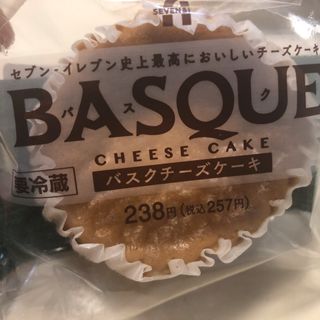 セブン-イレブン史上最高においしいチーズケーキ
BASQUE
バスク
CHEESE CAKE
要冷蔵
バスクチーズケーキ
238円(税込257円)